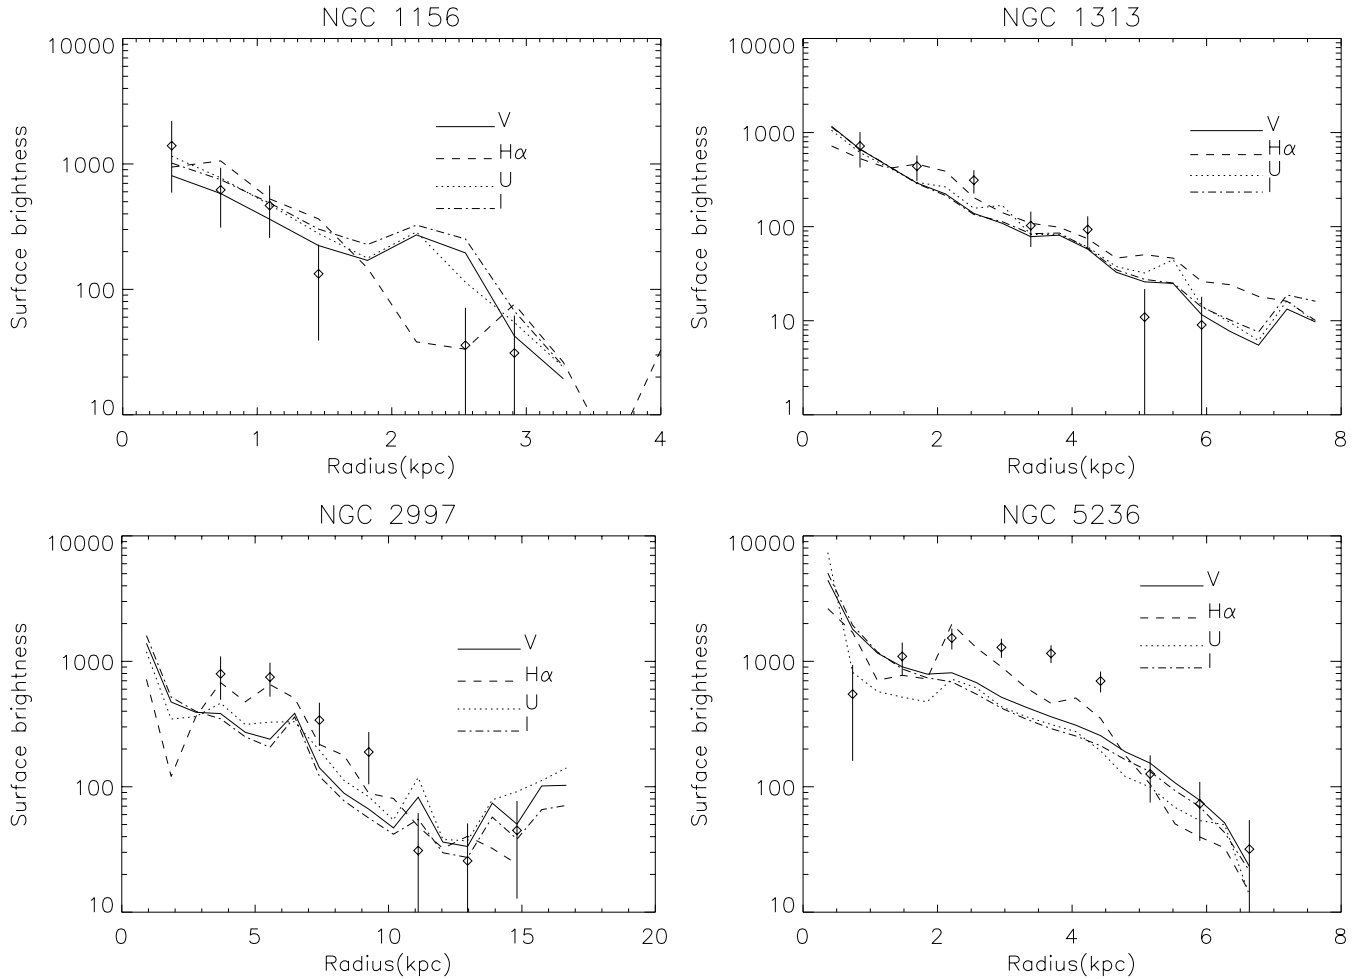 NGC 1156
10000
1000
100
10
0 1 2 3 4
Surface brightness
Radius(kpc)
V
Hα
U
I
NGC 1313
10000
1000
100
10
1
0 2 4 6 8
Surface brightness
Radius(kpc)
V
Hα
U
I
NGC 2997
10000
1000
100
10
0 5 10 15 20
Surface brightness
Radius(kpc)
V
Hα
U
I
NGC 5236
10000
1000
100
10
0 2 4 6 8
Surface brightness
Radius(kpc)
V
Hα
U
I